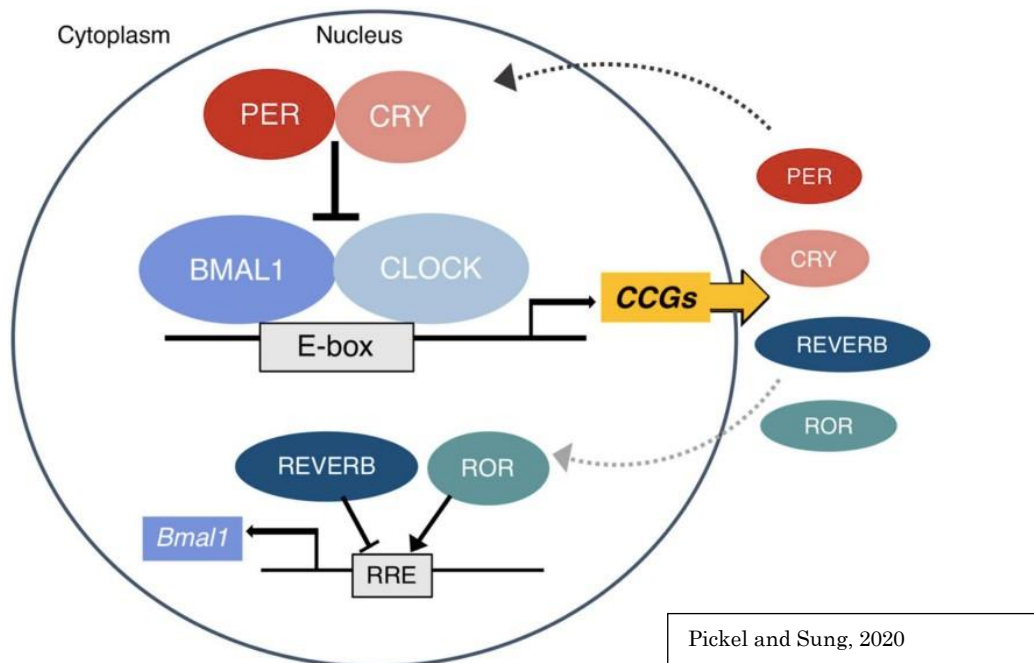 Cytoplasm
Nucleus
PER
CRY
PER
CRY
BMAL1
CLOCK
CCGs
E-box
REVERB
ROR
REVERB
ROR
Bmal1
RRE
Pickel and Sung, 2020